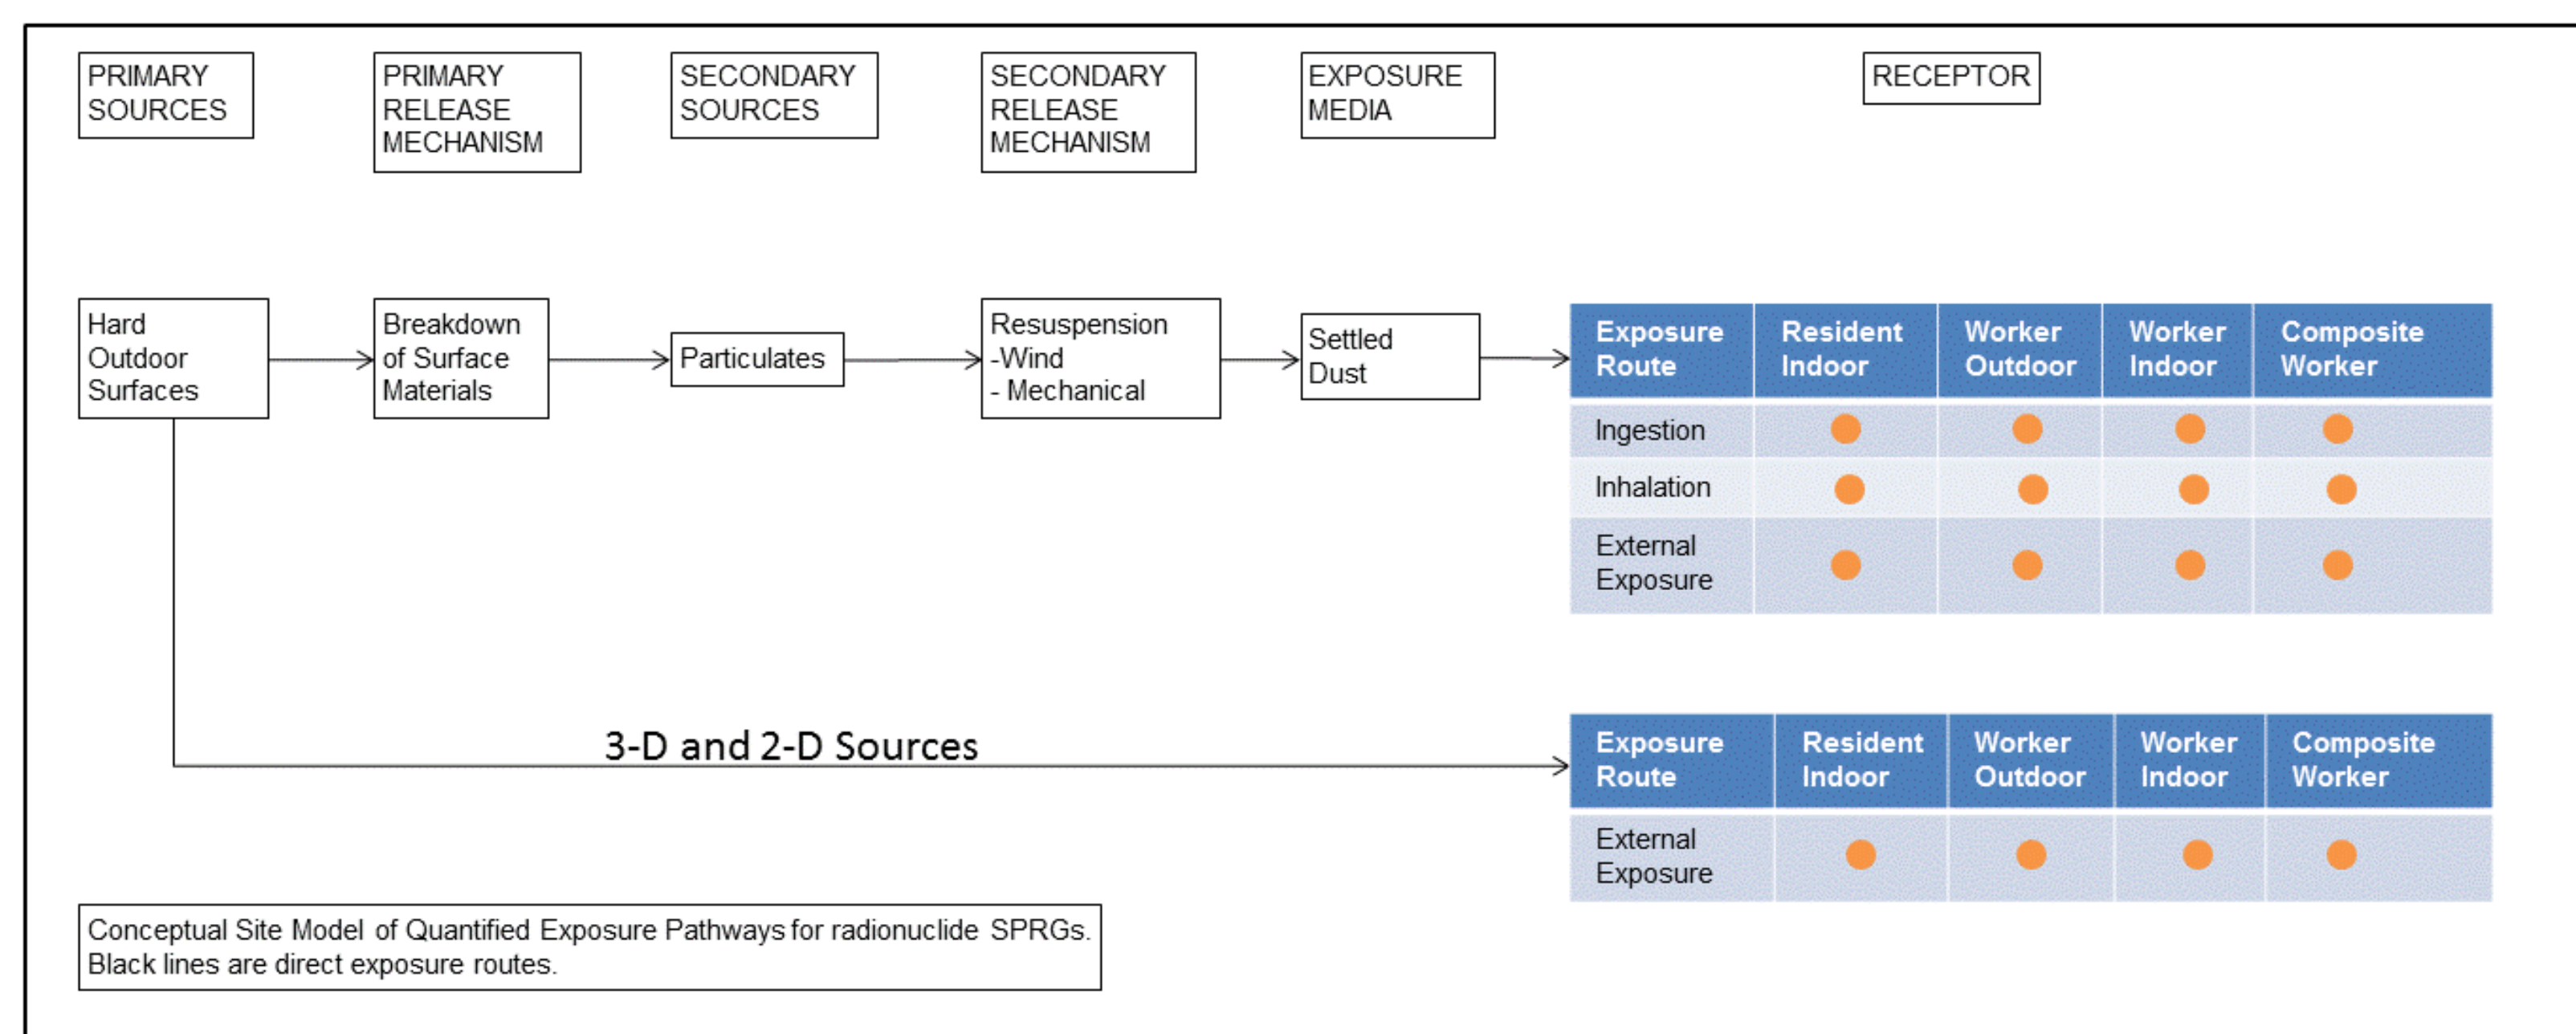 PRIMARY
SOURCES
PRIMARY
RELEASE
MECHANISM
SECONDARY
SOURCES
SECONDARY
RELEASE
MECHANISM
EXPOSURE
MEDIA
RECEPTOR
Hard
Outdoor
Surfaces
Breakdown
of Surface
Materials
Particulates
Resuspension
-Wind
- Mechanical
Settled
Dust
Exposure
Route
Resident
Indoor
Worker
Outdoor
Worker
Indoor
Composite
Worker
Ingestion
Inhalation
External
Exposure
3-D and 2-D Sources
Exposure
Route
Resident
Indoor
Worker
Outdoor
Worker
Indoor
Composite
Worker
External
Exposure
Conceptual Site Model of Quantified Exposure Pathways for radionuclide SPRGs.
Black lines are direct exposure routes.